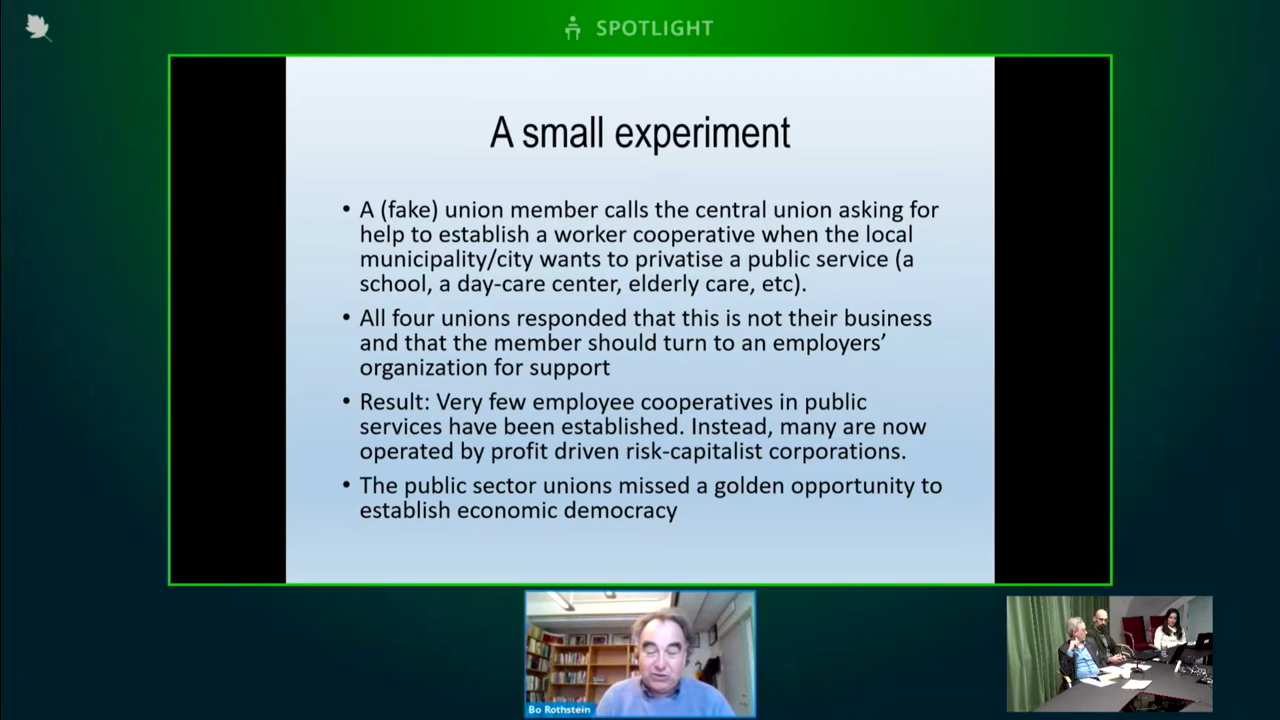 SPOTLIGHT
A small experiment
• A (fake) union member calls the central union asking for
help to establish a worker cooperative when the local
municipality/city wants to privatise a public service (a
school, a day-care center, elderly care, etc).
• All four unions responded that this is not their business
and that the member should turn to an employers’
organization for support
• Result: Very few employee cooperatives in public
services have been established. Instead, many are now
operated by profit driven risk-capitalist corporations.
• The public sector unions missed a golden opportunity to
establish economic democracy
Bo Rothstein